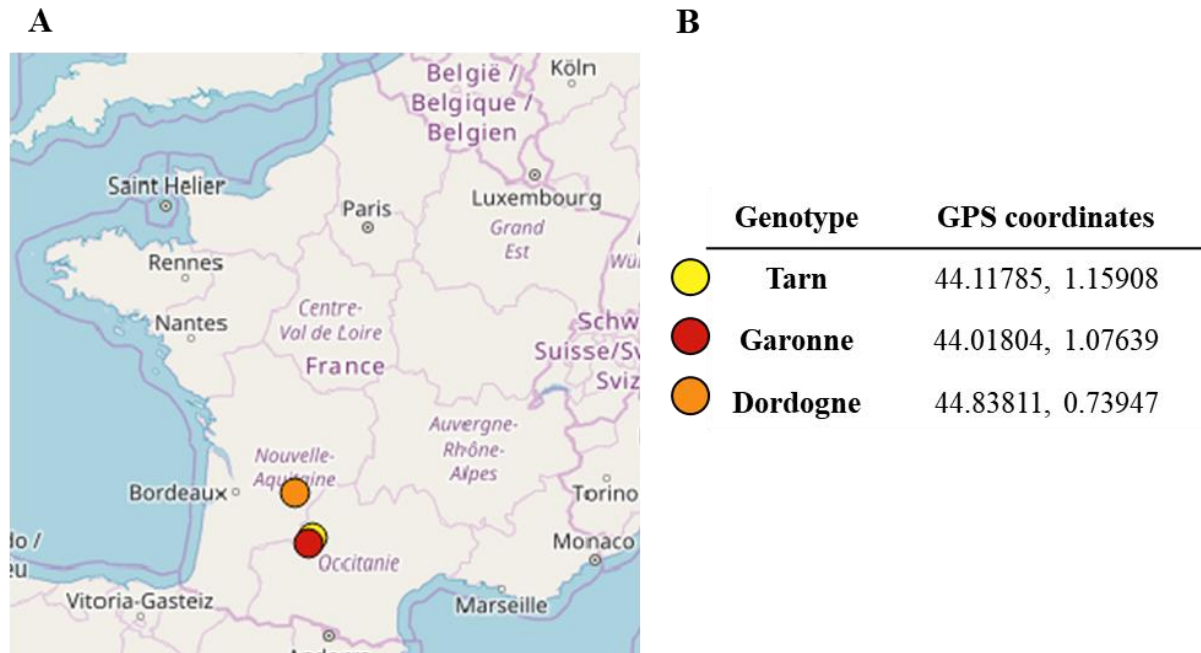 A
België /
Belgique /
Belgien
Köln
Saint Helier
Luxembourg
Paris
Grand
Est
Rennes
Centre-
Val de Loire
Nantes
France
Schw
Suisse/Sv
Sviz
Auvergne-
Rhône-
Alpes
Nouvelle-
Aquitaine
Bordeaux
Torino
Monaco
do /
eu
Occitanie
Vitoria-Gasteiz
Marseille
B
Genotype GPS coordinates
Tarn 44.11785, 1.15908
Garonne 44.01804, 1.07639
Dordogne 44.83811, 0.73947